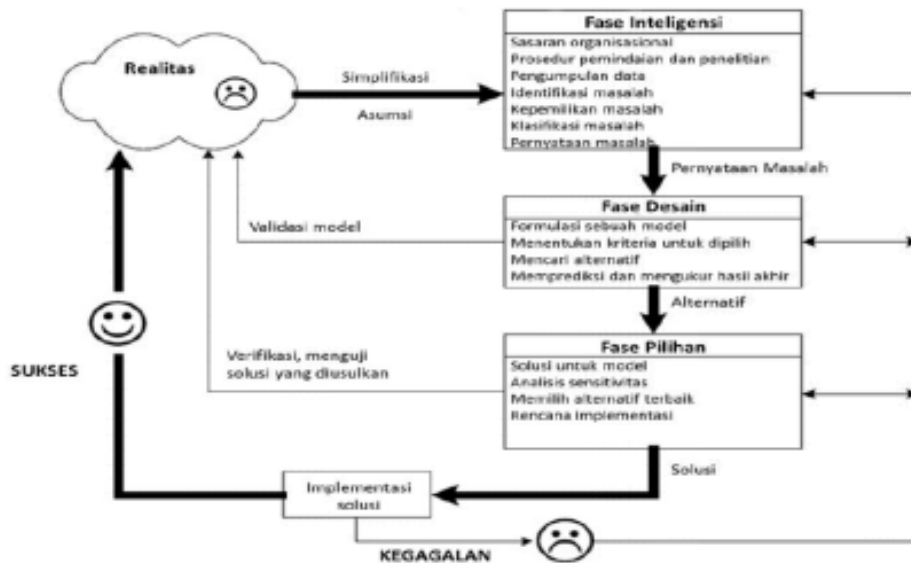 Realitas
Simplifikasi
Asumsi
Fase Inteligensi
Sasaran organisasional
Prosedur pemindaian dan penelitian
Pengumpulan data
Identifikasi masalah
Kepemilikan masalah
Klasifikasi masalah
Pernyataan masalah
Pernyataan Masalah
Fase Desain
Formulasi sebuah model
Menentukan kriteria untuk dipilih
Mencari alternatif
Memprediksi dan mengukur hasil akhir
Validasi model
Alternatif
Fase Pilihan
Solusi untuk model
Analisis sensitivitas
Memilih alternatif terbaik
Rencana implementasi
Verifikasi, menguji
solusi yang diusulkan
SUKSES
Solusi
Implementasi
solusi
KEGAGALAN